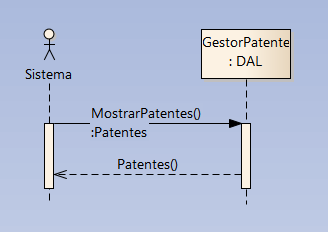 GestorPatente
: DAL
Sistema
MostrarPatentes()
:Patentes
Patentes()